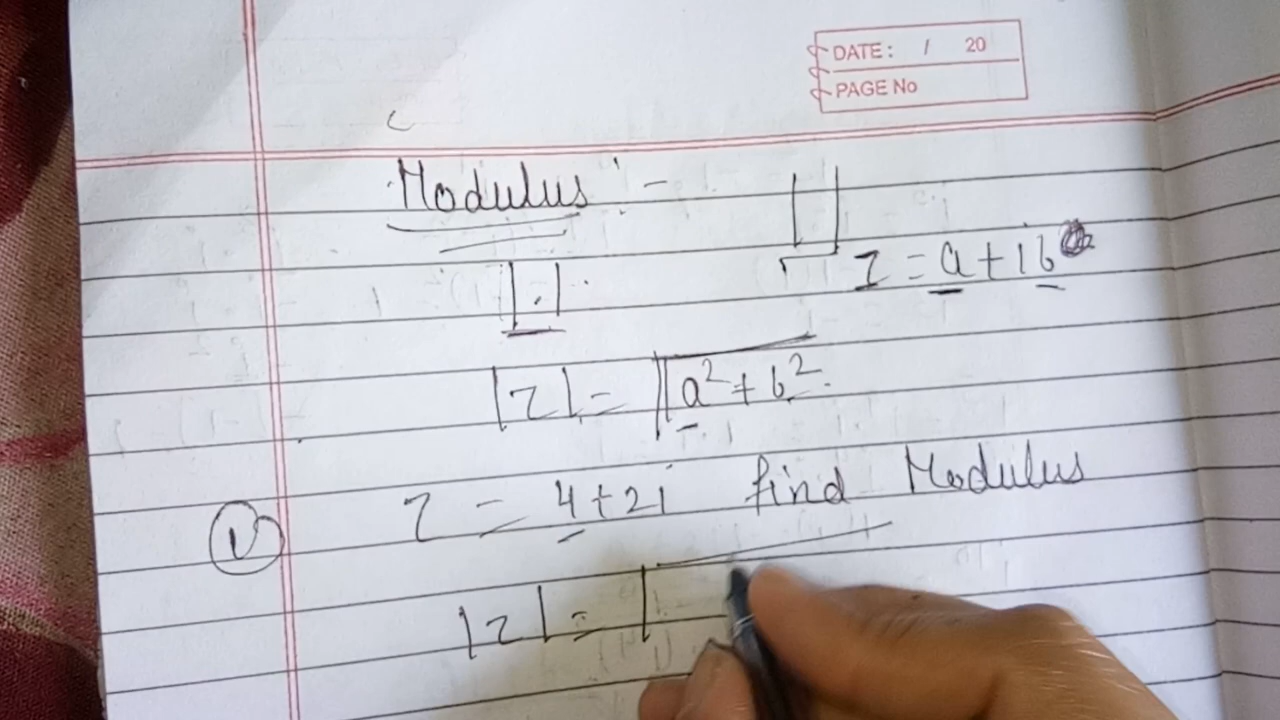 DATE: / 20
PAGE No
Modulus :-
| |
z = a + ib
| . |
|z| = √a² + b²
① z = 4 + 2i find Modulus
|z| = √